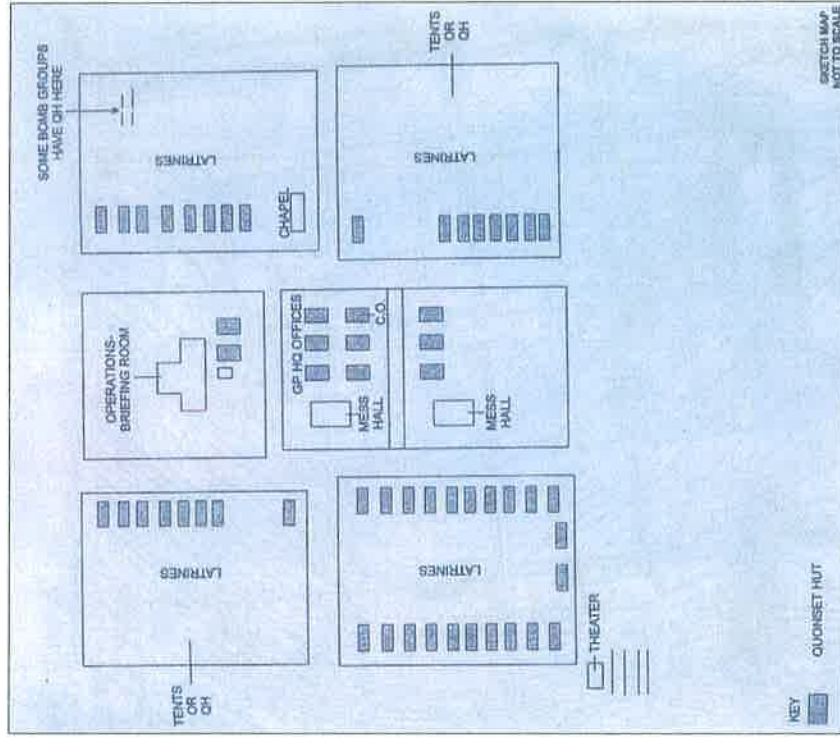 SOME BOMB GROUPS
HAVE QH HERE
LATRINES
CHAPEL
TENTS
OR
QH
LATRINES
OPERATIONS-
BRIEFING ROOM
GP HQ OFFICES
C.O.
MESS
HALL
MESS
HALL
LATRINES
TENTS
OR
QH
LATRINES
THEATER
KEY
QUONSET HUT
SKETCH MAP
NOT TO SCALE